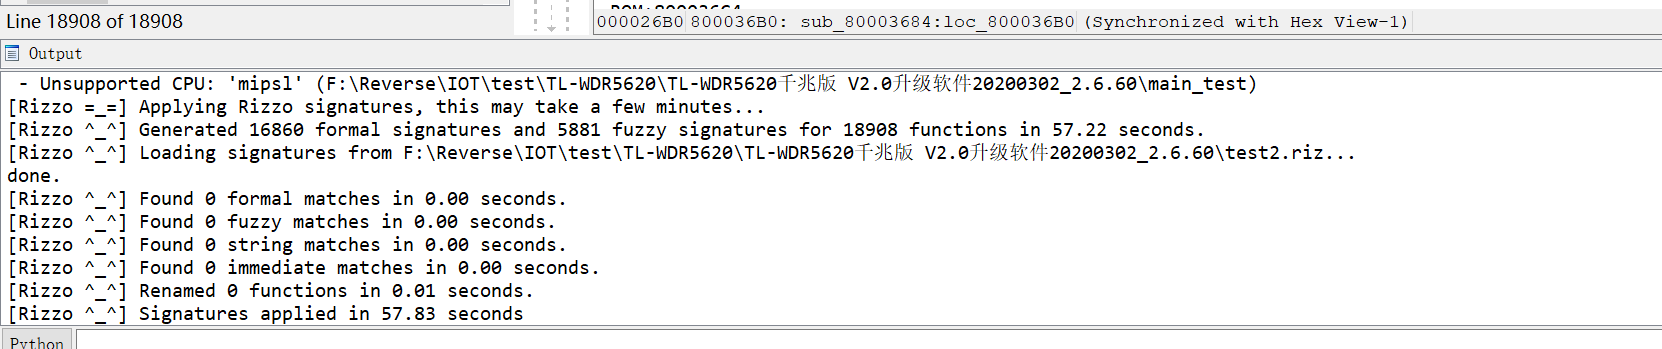 Line 18908 of 18908
000026B0 800036B0: sub_80003684:loc_800036B0 (Synchronized with Hex View-1)
Output
- Unsupported CPU: 'mipsl' (F:\Reverse\IOT\test\TL-WDR5620\TL-WDR5620千兆版 V2.0升级软件20200302_2.6.60\main_test)
[Rizzo =_=] Applying Rizzo signatures, this may take a few minutes...
[Rizzo ^_^] Generated 16860 formal signatures and 5881 fuzzy signatures for 18908 functions in 57.22 seconds.
[Rizzo ^_^] Loading signatures from F:\Reverse\IOT\test\TL-WDR5620\TL-WDR5620千兆版 V2.0升级软件20200302_2.6.60\test2.riz...
done.
[Rizzo ^_^] Found 0 formal matches in 0.00 seconds.
[Rizzo ^_^] Found 0 fuzzy matches in 0.00 seconds.
[Rizzo ^_^] Found 0 string matches in 0.00 seconds.
[Rizzo ^_^] Found 0 immediate matches in 0.00 seconds.
[Rizzo ^_^] Renamed 0 functions in 0.01 seconds.
[Rizzo ^_^] Signatures applied in 57.83 seconds
Python